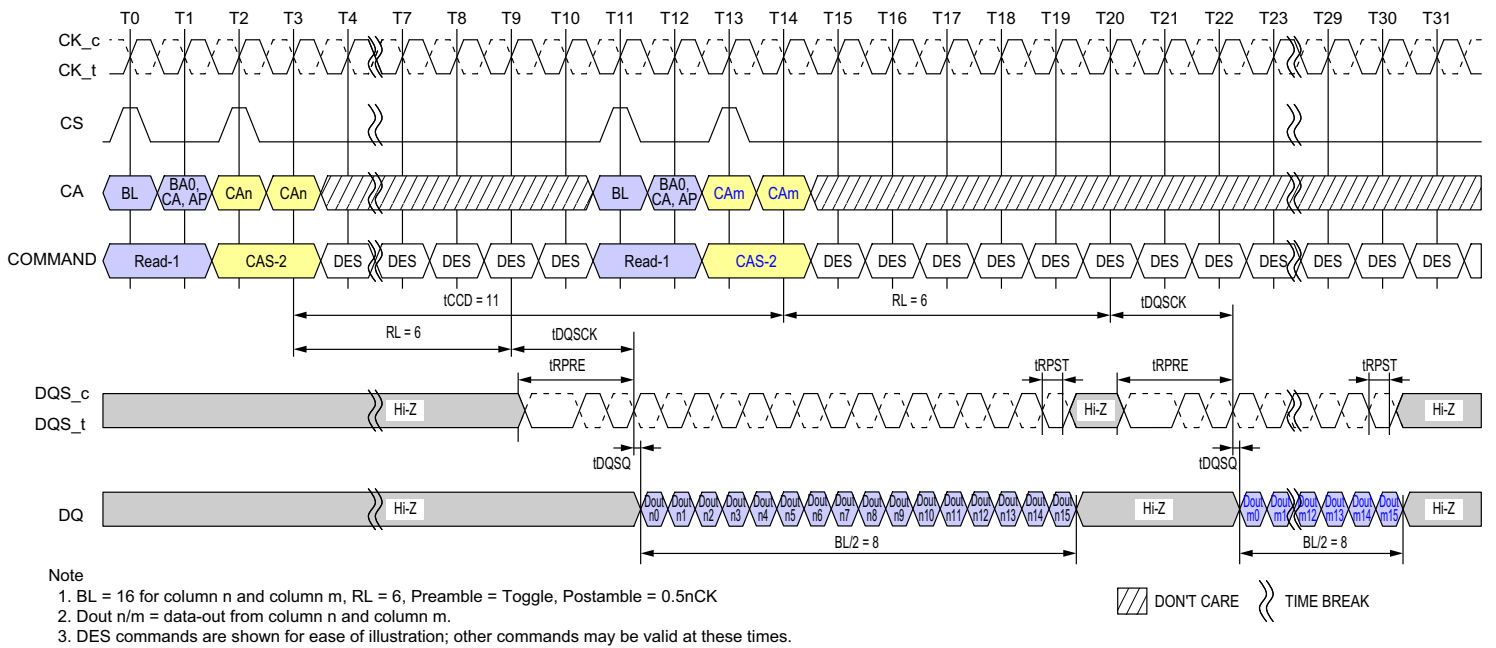 T0 T1 T2 T3 T4 T7 T8 T9 T10 T11 T12 T13 T14 T15 T16 T17 T18 T19 T20 T21 T22 T23 T29 T30 T31
CK_c
CK_t
CS
CA BL BA0, CA, AP CAn CAn BL BA0, CA, AP CAm CAm
COMMAND Read-1 CAS-2 DES DES DES DES DES Read-1 CAS-2 DES DES DES DES DES DES DES DES DES DES DES DES
tCCD = 11 RL = 6 tDQSCK
RL = 6 tDQSCK
tRPRE tRPST tRPRE tRPST
DQS_c
DQS_t
Hi-Z Hi-Z Hi-Z
tDQSQ tDQSQ
DQ Hi-Z Dout n0 Dout n1 Dout n2 Dout n3 Dout n4 Dout n5 Dout n6 Dout n7 Dout n8 Dout n9 Dout n10 Dout n11 Dout n12 Dout n13 Dout n14 Dout n15 Hi-Z Dout m0 Dout m1 Dout m12 Dout m13 Dout m14 Dout m15 Hi-Z
BL/2 = 8 BL/2 = 8
Note
1. BL = 16 for column n and column m, RL = 6, Preamble = Toggle, Postamble = 0.5nCK
2. Dout n/m = data-out from column n and column m.
3. DES commands are shown for ease of illustration; other commands may be valid at these times.
DON'T CARE TIME BREAK